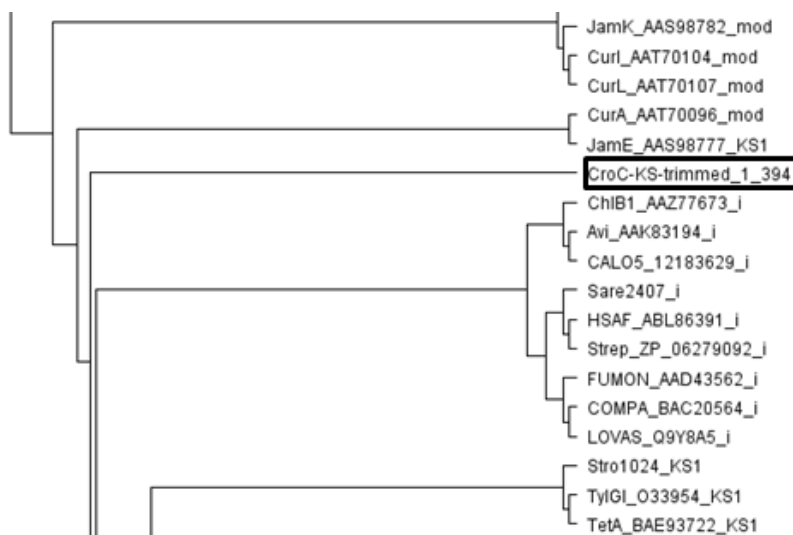 JamK_AAS98782_mod
CurI_AAT70104_mod
CurL_AAT70107_mod
CurA_AAT70096_mod
JamE_AAS98777_KS1
CroC-KS-trimmed_1_394
ChlB1_AAZ77673_i
Avi_AAK83194_i
CALO5_12183629_i
Sare2407_i
HSAF_ABL86391_i
Strep_ZP_06279092_i
FUMON_AAD43562_i
COMPA_BAC20564_i
LOVAS_Q9Y8A5_i
Stro1024_KS1
TylGI_O33954_KS1
TetA_BAE93722_KS1